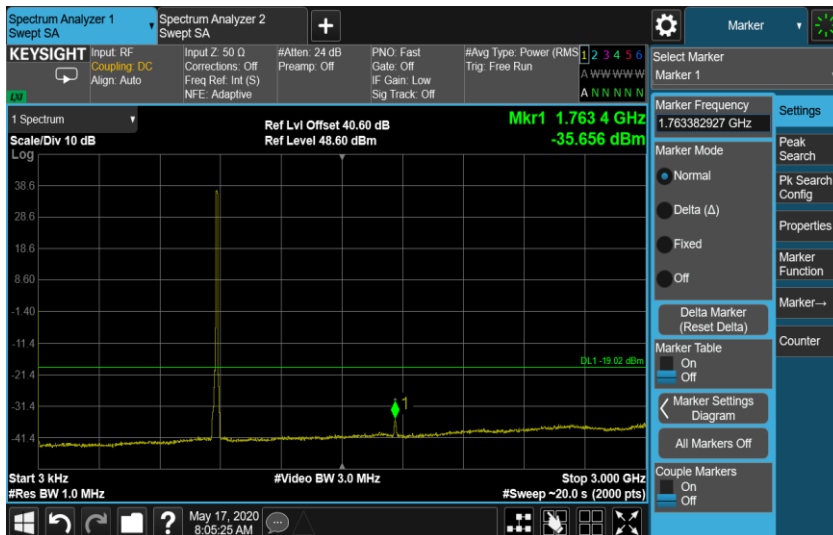 Spectrum Analyzer 1
Swept SA
Spectrum Analyzer 2
Swept SA
Marker
KEYSIGHT
LXI
Input: RF
Coupling: DC
Align: Auto
Input Z: 50 Ω
Corrections: Off
Freq Ref: Int (S)
NFE: Adaptive
#Atten: 24 dB
Preamp: Off
PNO: Fast
Gate: Off
IF Gain: Low
Sig Track: Off
#Avg Type: Power (RMS
Trig: Free Run
1 2 3 4 5 6
A W W W W W
A N N N N N
Select Marker
Marker 1
1 Spectrum
Scale/Div 10 dB
Log
Ref Lvl Offset 40.60 dB
Ref Level 48.60 dBm
Mkr1 1.763 4 GHz
-35.656 dBm
38.6
28.6
18.6
8.60
-1.40
-11.4
-21.4
-31.4
-41.4
DL1 -19.02 dBm
1
Start 3 kHz
#Res BW 1.0 MHz
#Video BW 3.0 MHz
Stop 3.000 GHz
#Sweep ~20.0 s (2000 pts)
Marker Frequency
1.763382927 GHz
Marker Mode
Normal
Delta (Δ)
Fixed
Off
Delta Marker
(Reset Delta)
Marker Table
On
Off
Marker Settings
Diagram
All Markers Off
Couple Markers
On
Off
Settings
Peak
Search
Pk Search
Config
Properties
Marker
Function
Marker→
Counter
?
May 17, 2020
8:05:25 AM